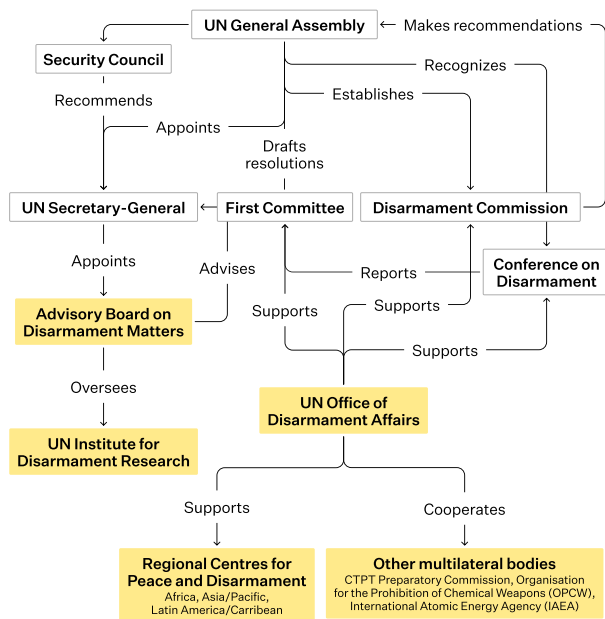 UN General Assembly
Makes recommendations
Security Council
Recognizes
Recommends
Establishes
Appoints
Drafts
resolutions
UN Secretary-General
First Committee
Disarmament Commission
Appoints
Advises
Reports
Conference on
Disarmament
Supports
Supports
Supports
Advisory Board on
Disarmament Matters
Oversees
UN Office of
Disarmament Affairs
UN Institute for
Disarmament Research
Supports
Cooperates
Regional Centres for
Peace and Disarmament
Africa, Asia/Pacific,
Latin America/Carribean
Other multilateral bodies
CTPT Preparatory Commission, Organisation
for the Prohibition of Chemical Weapons (OPCW),
International Atomic Energy Agency (IAEA)